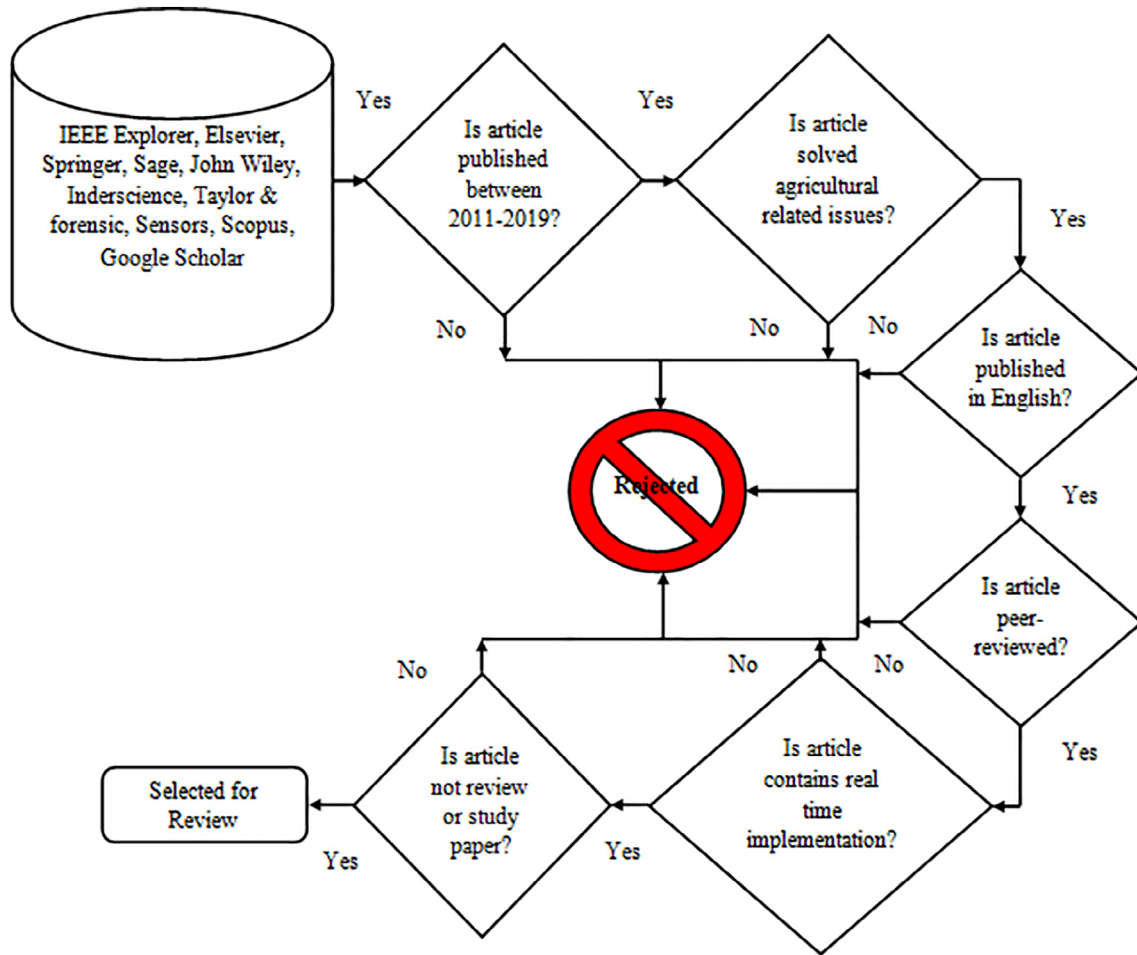 IEEE Explorer, Elsevier,
Springer, Sage, John Wiley,
Inderscience, Taylor &
forensic, Sensors, Scopus,
Google Scholar
Yes
Is article
published
between
2011-2019?
No
Yes
Is article
solved
agricultural
related issues?
No
Yes
Is article
published
in English?
No
Yes
Is article
peer-
reviewed?
No
Yes
Is article
contains real
time
implementation?
No
Yes
Is article
not review
or study
paper?
No
Yes
Selected for
Review
Rejected